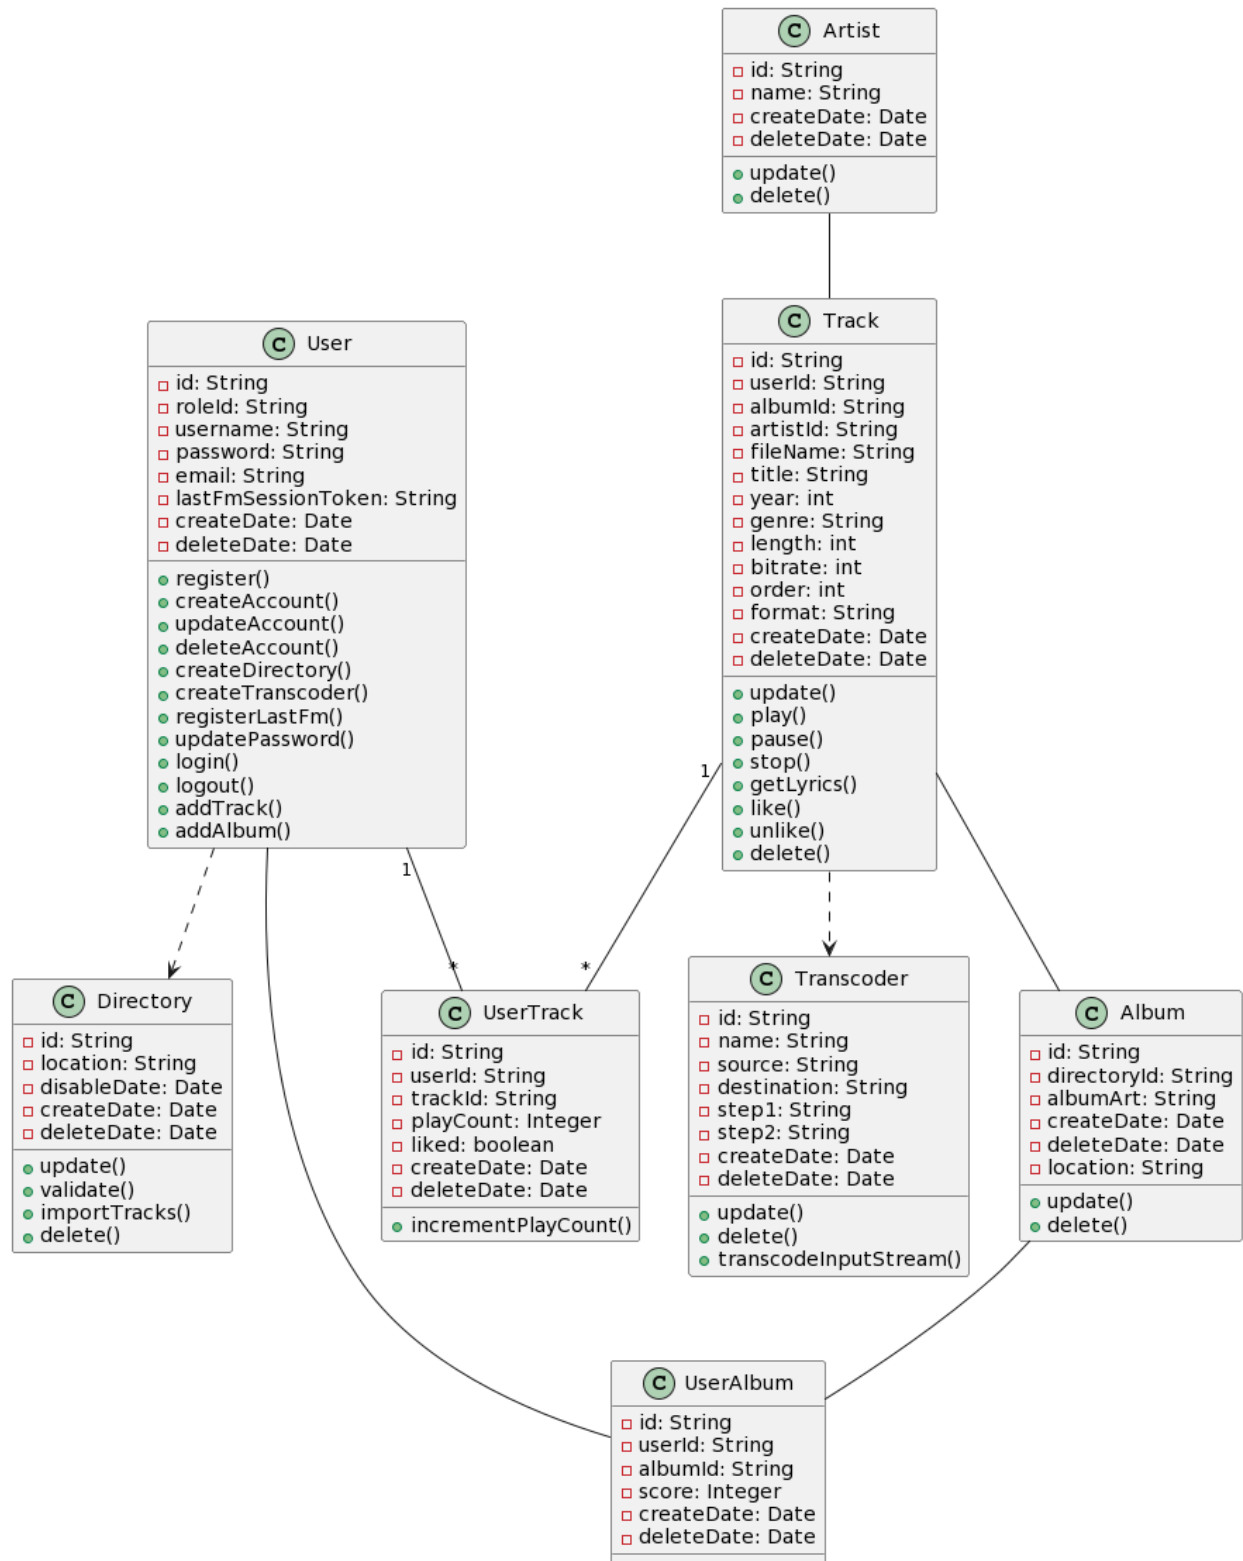 C Artist
id: String
name: String
createDate: Date
deleteDate: Date
update()
delete()
C Track
id: String
userId: String
albumId: String
artistId: String
fileName: String
title: String
year: int
genre: String
length: int
bitrate: int
order: int
format: String
createDate: Date
deleteDate: Date
update()
play()
pause()
stop()
getLyrics()
like()
unlike()
delete()
C User
id: String
roleId: String
username: String
password: String
email: String
lastFmSessionToken: String
createDate: Date
deleteDate: Date
register()
createAccount()
updateAccount()
deleteAccount()
createDirectory()
createTranscoder()
registerLastFm()
updatePassword()
login()
logout()
addTrack()
addAlbum()
1
1
*
*
C Directory
id: String
location: String
disableDate: Date
createDate: Date
deleteDate: Date
update()
validate()
importTracks()
delete()
C UserTrack
id: String
userId: String
trackId: String
playCount: Integer
liked: boolean
createDate: Date
deleteDate: Date
incrementPlayCount()
C Transcoder
id: String
name: String
source: String
destination: String
step1: String
step2: String
createDate: Date
deleteDate: Date
update()
delete()
transcodeInputStream()
C Album
id: String
directoryId: String
albumArt: String
createDate: Date
deleteDate: Date
location: String
update()
delete()
C UserAlbum
id: String
userId: String
albumId: String
score: Integer
createDate: Date
deleteDate: Date